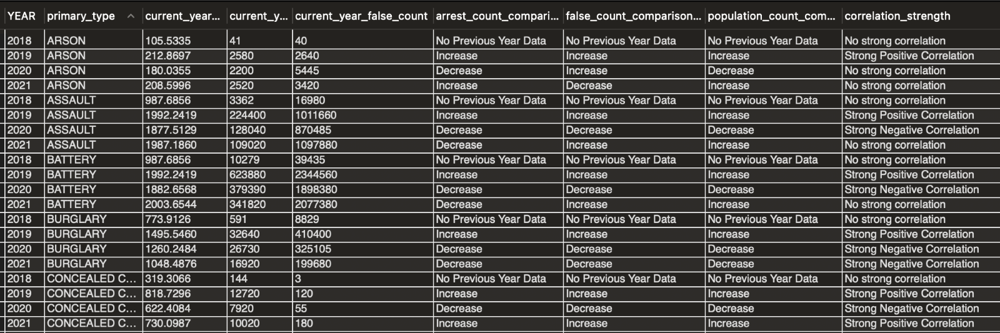 YEAR primary_type current_year... current_y... current_year_false_count arrest_count_compari... false_count_comparison... population_count_com... correlation_strength
2018 ARSON 105.5335 41 40 No Previous Year Data No Previous Year Data No Previous Year Data No strong correlation
2019 ARSON 212.8697 2580 2640 Increase Increase Increase Strong Positive Correlation
2020 ARSON 180.0355 2200 5445 Decrease Increase Decrease No strong correlation
2021 ARSON 208.5996 2520 3420 Increase Decrease Increase No strong correlation
2018 ASSAULT 987.6856 3362 16980 No Previous Year Data No Previous Year Data No Previous Year Data No strong correlation
2019 ASSAULT 1992.2419 224400 1011660 Increase Increase Increase Strong Positive Correlation
2020 ASSAULT 1877.5129 128040 870485 Decrease Decrease Decrease Strong Negative Correlation
2021 ASSAULT 1987.1860 109020 1097880 Decrease Increase Increase No strong correlation
2018 BATTERY 987.6856 10279 39435 No Previous Year Data No Previous Year Data No Previous Year Data No strong correlation
2019 BATTERY 1992.2419 623880 2344560 Increase Increase Increase Strong Positive Correlation
2020 BATTERY 1882.6568 379390 1898380 Decrease Decrease Decrease Strong Negative Correlation
2021 BATTERY 2003.6544 341820 2077380 Decrease Increase Increase No strong correlation
2018 BURGLARY 773.9126 591 8829 No Previous Year Data No Previous Year Data No Previous Year Data No strong correlation
2019 BURGLARY 1495.5460 32640 410400 Increase Increase Increase Strong Positive Correlation
2020 BURGLARY 1260.2484 26730 325105 Decrease Decrease Decrease Strong Negative Correlation
2021 BURGLARY 1048.4876 16920 199680 Decrease Decrease Decrease Strong Negative Correlation
2018 CONCEALED C... 319.3066 144 3 No Previous Year Data No Previous Year Data No Previous Year Data No strong correlation
2019 CONCEALED C... 818.7296 12720 120 Increase Increase Increase Strong Positive Correlation
2020 CONCEALED C... 622.4084 7920 55 Decrease Decrease Decrease Strong Negative Correlation
2021 CONCEALED C... 730.0987 10020 180 Increase Increase Increase Strong Positive Correlation